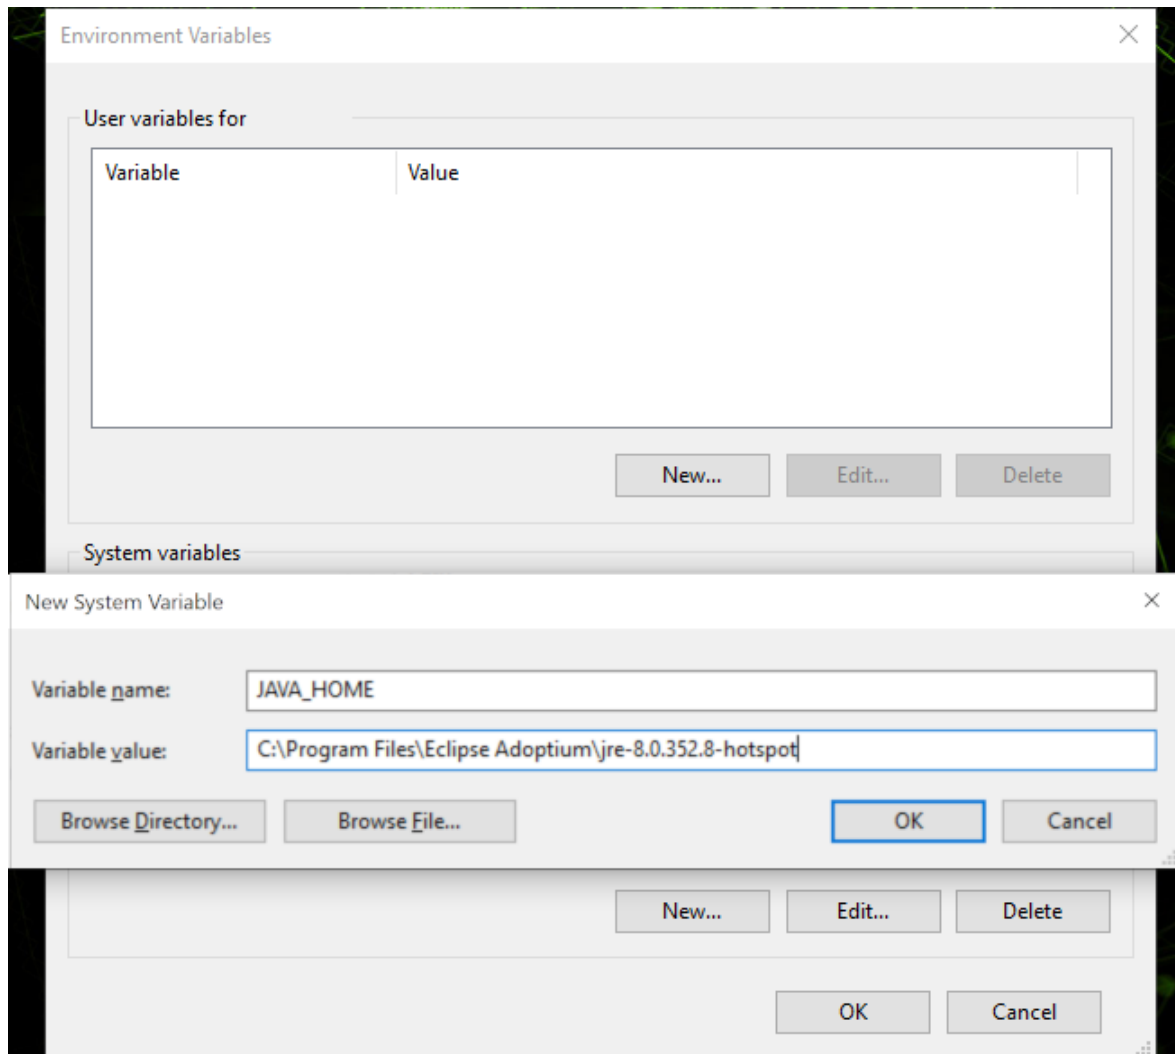 Environment Variables
User variables for
Variable Value
New... Edit... Delete
System variables
New System Variable
Variable name: JAVA_HOME
Variable value: C:\Program Files\Eclipse Adoptium\jre-8.0.352.8-hotspot
Browse Directory... Browse File... OK Cancel
New... Edit... Delete
OK Cancel